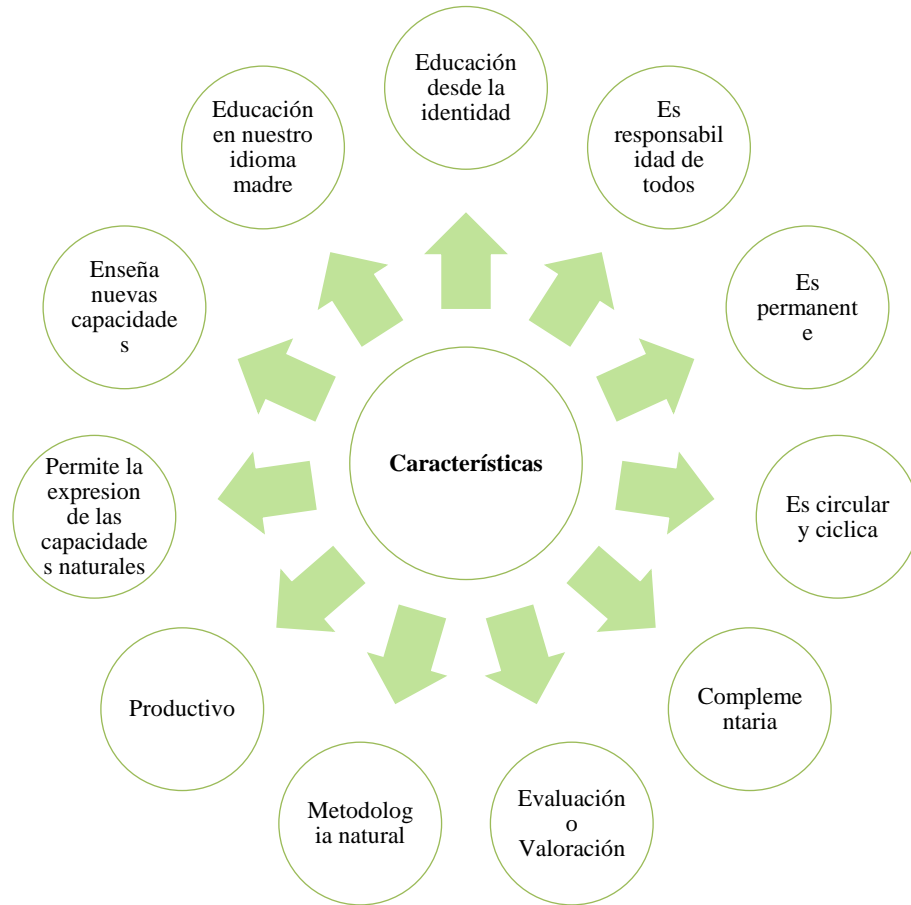 Educación
desde la
identidad
Es
responsabil
idad de
todos
Es
permanent
e
Es circular
y ciclica
Compleme
ntaria
Evaluación
o
Valoración
Metodolog
ia natural
Productivo
Permite la
expresion
de las
capacidade
s naturales
Enseña
nuevas
capacidade
s
Educación
en nuestro
idioma
madre
Características